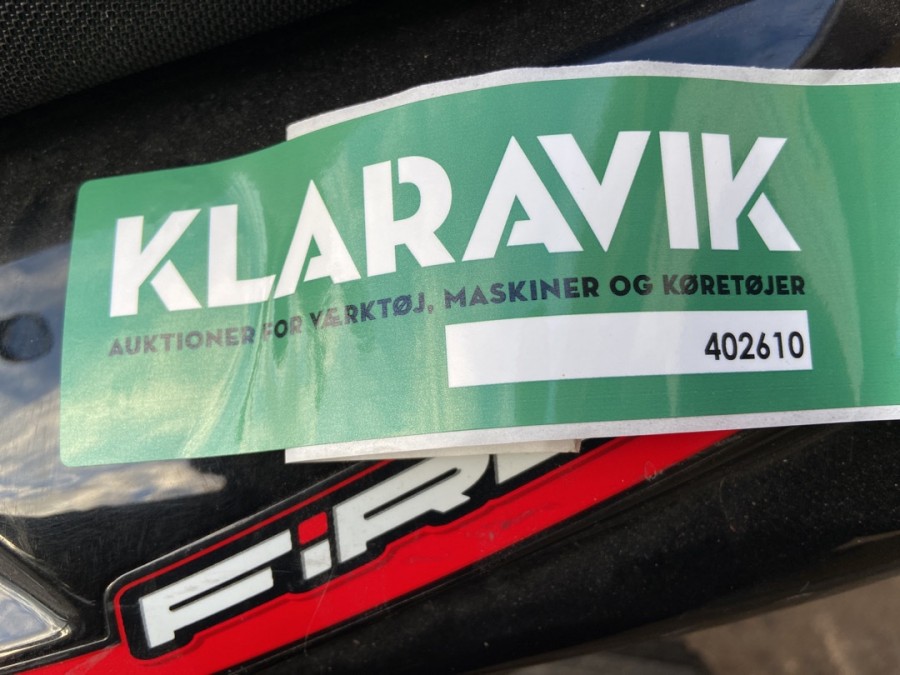 KLARAVIK
AUKTIONER FOR VÆRKTØJ, MASKINER OG KØRETØJER
402610